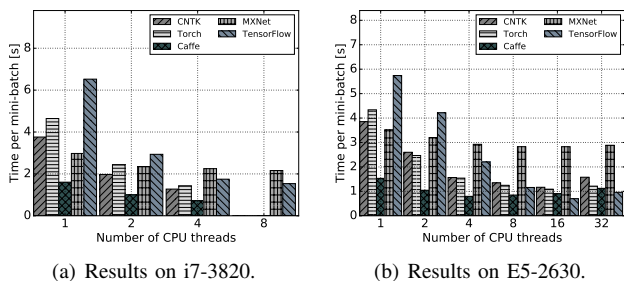 CNTK
Torch
Caffe
MXNet
TensorFlow
Time per mini-batch [s]
8
6
4
2
0
1 2 4 8
Number of CPU threads
(a) Results on i7-3820.
CNTK
Torch
Caffe
MXNet
TensorFlow
Time per mini-batch [s]
8
7
6
5
4
3
2
1
0
1 2 4 8 16 32
Number of CPU threads
(b) Results on E5-2630.